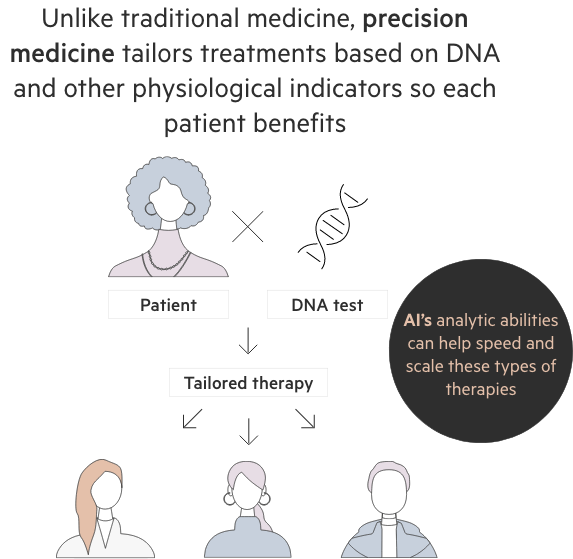 Unlike traditional medicine, precision
medicine tailors treatments based on DNA
and other physiological indicators so each
patient benefits
Patient
DNA test
AI's analytic abilities
can help speed and
scale these types of
therapies
Tailored therapy